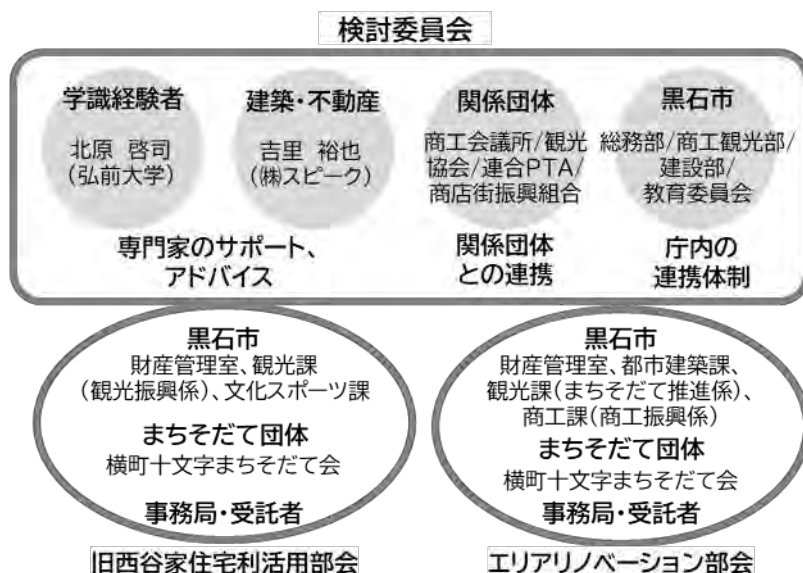 検討委員会
学識経験者
北原 啓司
(弘前大学)
建築・不動産
吉里 裕也
(㈱スピーク)
専門家のサポート、
アドバイス
関係団体
商工会議所/観光
協会/連合PTA/
商店街振興組合
関係団体
との連携
黒石市
総務部/商工観光部/
建設部/
教育委員会
庁内の
連携体制
黒石市
財産管理室、観光課
(観光振興係)、文化スポーツ課
まちそだて団体
横町十文字まちそだて会
事務局・受託者
旧西谷家住宅利活用部会
黒石市
財産管理室、都市建築課、
観光課(まちそだて推進係)、
商工課(商工振興係)
まちそだて団体
横町十文字まちそだて会
事務局・受託者
エリアリノベーション部会